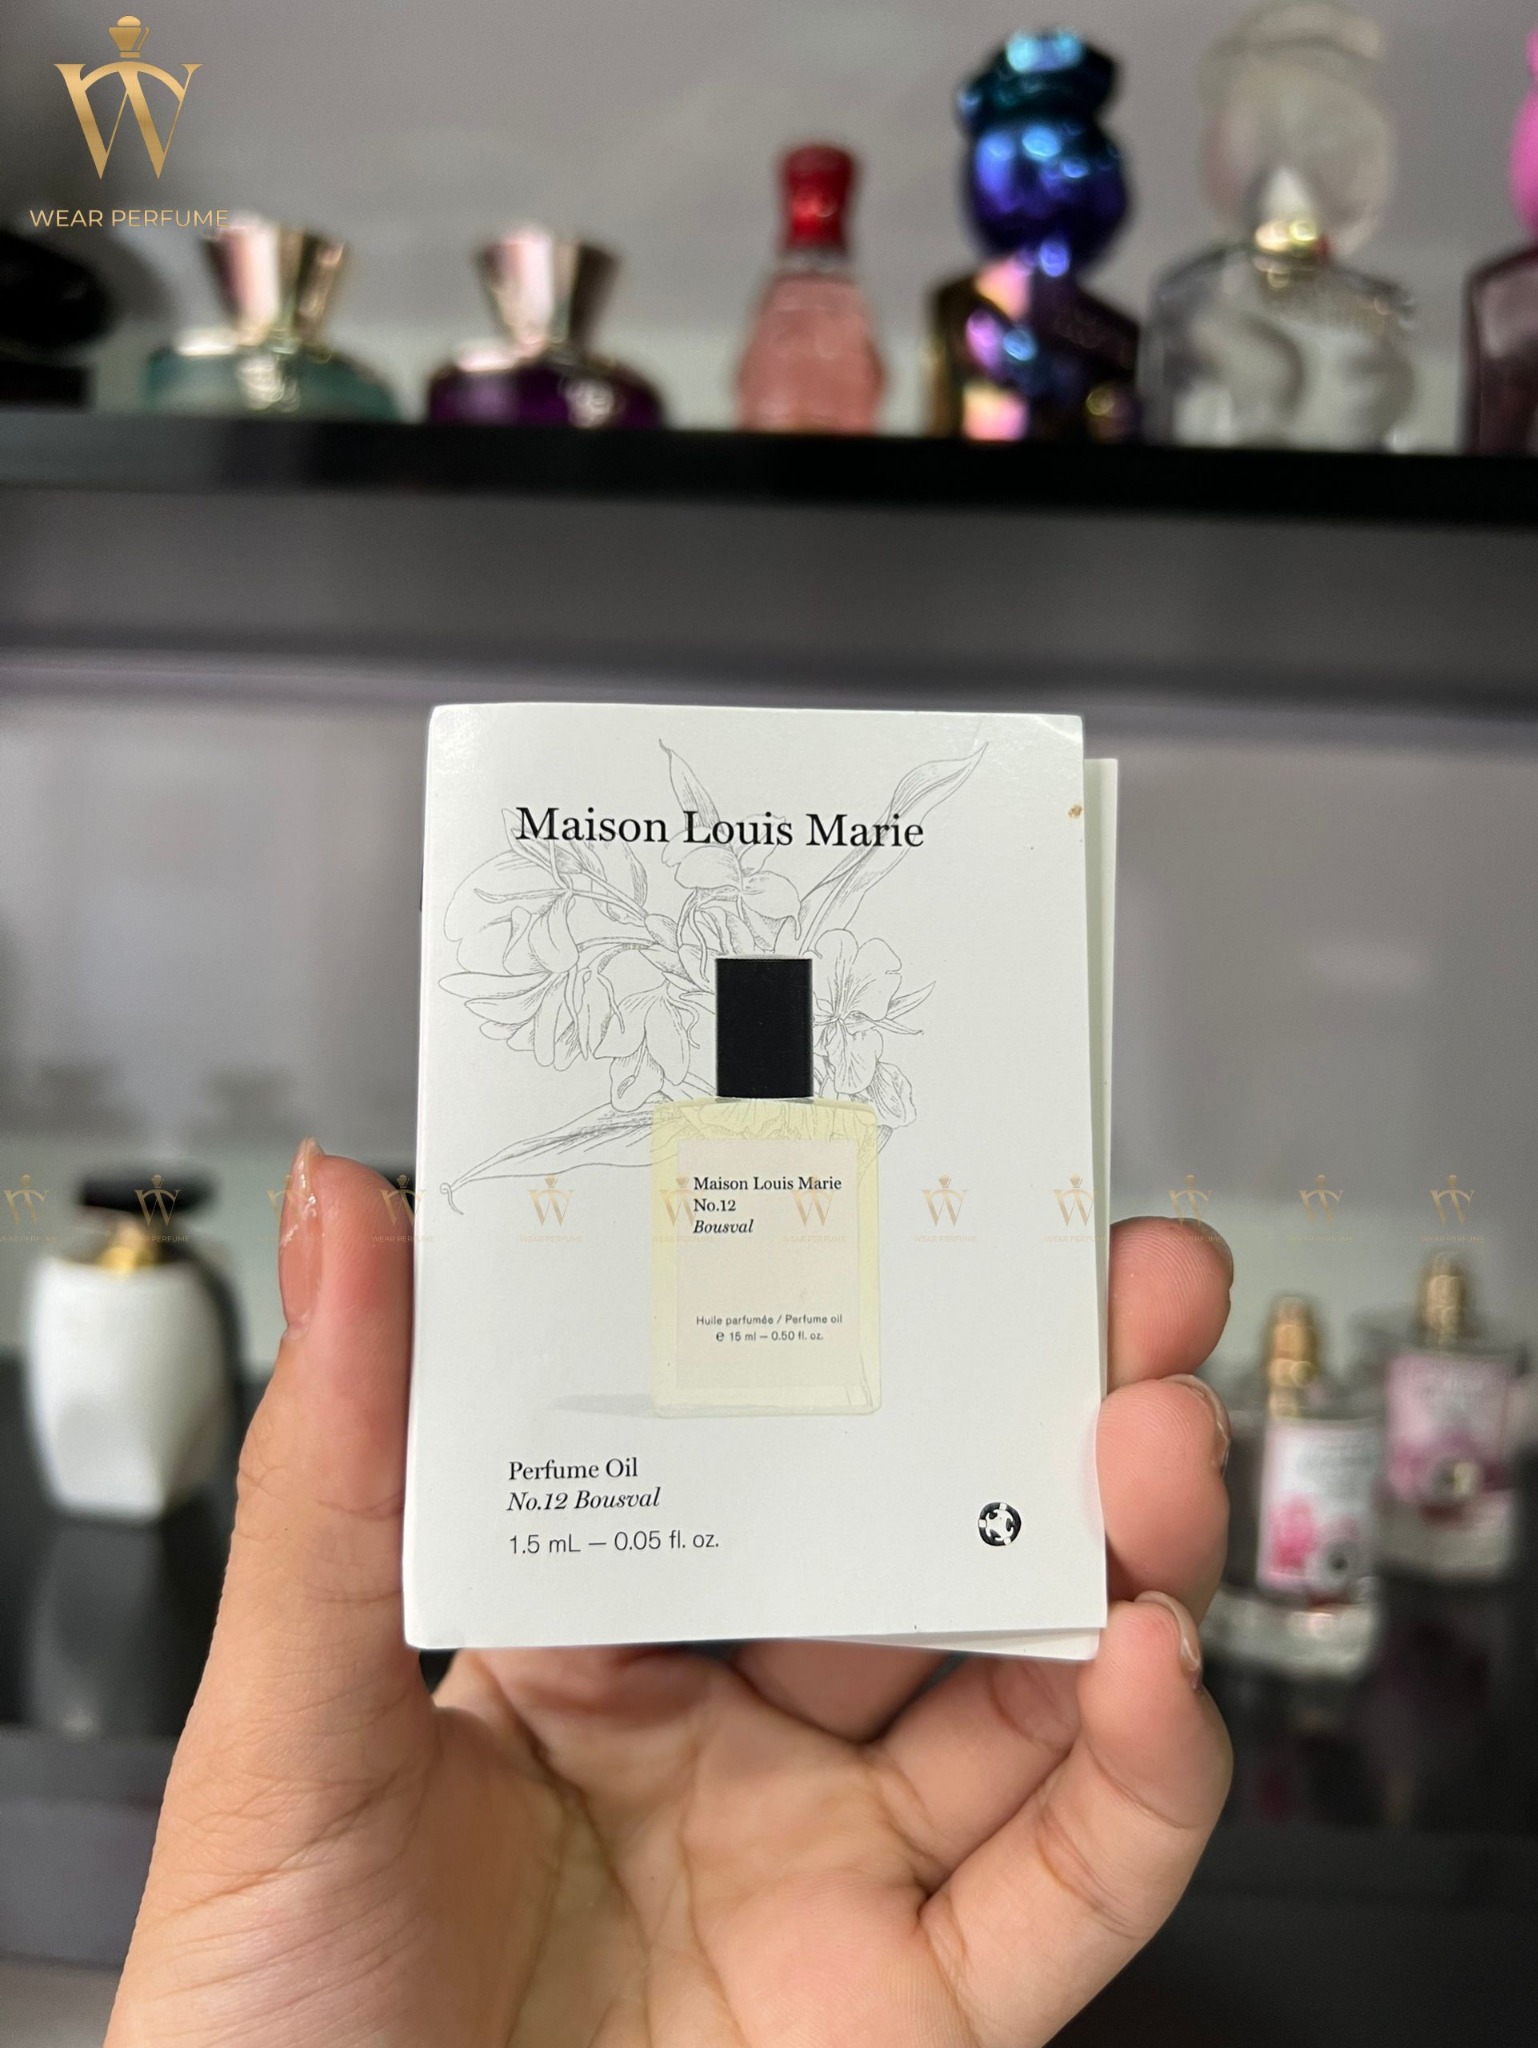 WEAR PERFUME
Maison Louis Marie
Maison Louis Marie
No.12
Bousval
Huile parfumée / Perfume oil
e 15 ml – 0.50 fl. oz.
Perfume Oil
No.12 Bousval
1.5 mL – 0.05 fl. oz.